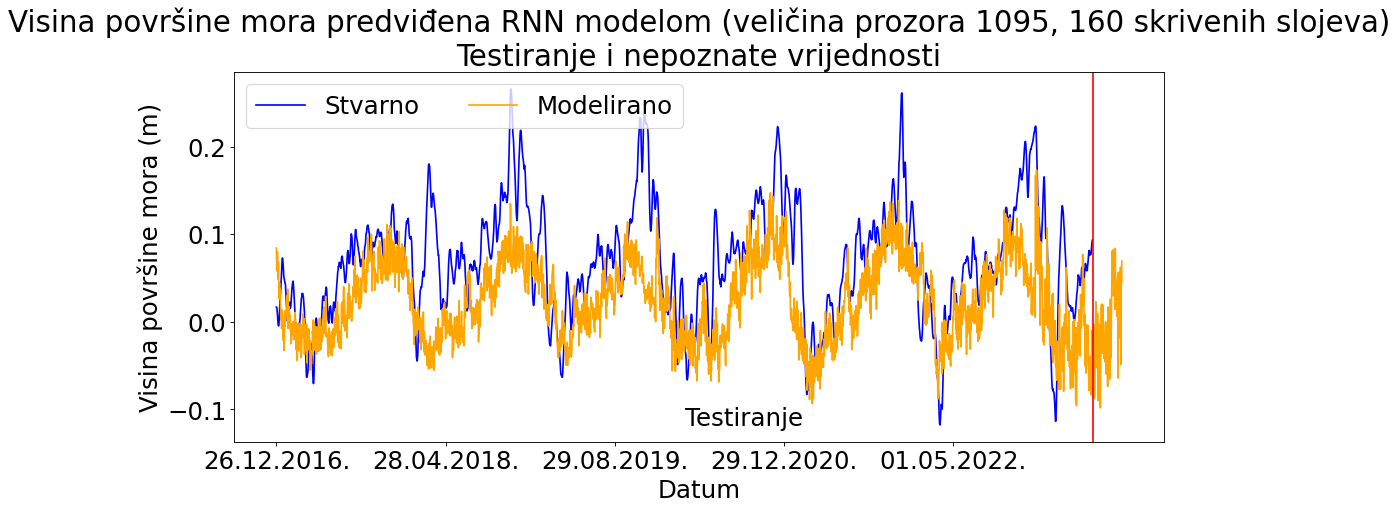 Visina površine mora predviđena RNN modelom (veličina prozora 1095, 160 skrivenih slojeva)
Testiranje i nepoznate vrijednosti
Stvarno
Modelirano
Visina površine mora (m)
0.2
0.1
0.0
−0.1
Testiranje
26.12.2016.
28.04.2018.
29.08.2019.
29.12.2020.
01.05.2022.
Datum